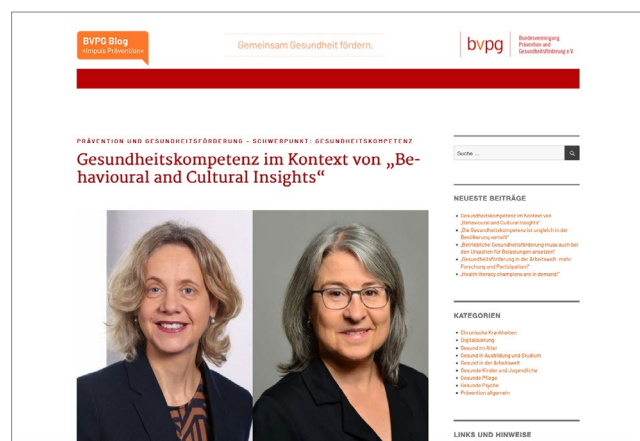 BVPG Blog
»Impuls Prävention«
Gemeinsam Gesundheit fördern.
bvpg
Bundesvereinigung
Prävention und
Gesundheitsförderung e.V.
PRÄVENTION UND GESUNDHEITSFÖRDERUNG – SCHWERPUNKT: GESUNDHEITSKOMPETENZ
Gesundheitskompetenz im Kontext von „Be-
havioural and Cultural Insights“
Suche …
NEUESTE BEITRÄGE
Gesundheitskompetenz im Kontext von
„Behavioural and Cultural Insights“
„Die Gesundheitskompetenz ist ungleich in der
Bevölkerung verteilt“
„Betriebliche Gesundheitsförderung muss auch bei
den Ursachen für Belastungen ansetzen“
„Gesundheitsförderung in der Arbeitswelt: mehr
Forschung und Partizipation!“
„Health literacy champions are in demand!“
KATEGORIEN
Chronische Krankheiten
Digitalisierung
Gesund im Alter
Gesund in Ausbildung und Studium
Gesund in der Arbeitswelt
Gesunde Kinder und Jugendliche
Gesunde Pflege
Gesunde Psyche
Prävention allgemein
LINKS UND HINWEISE